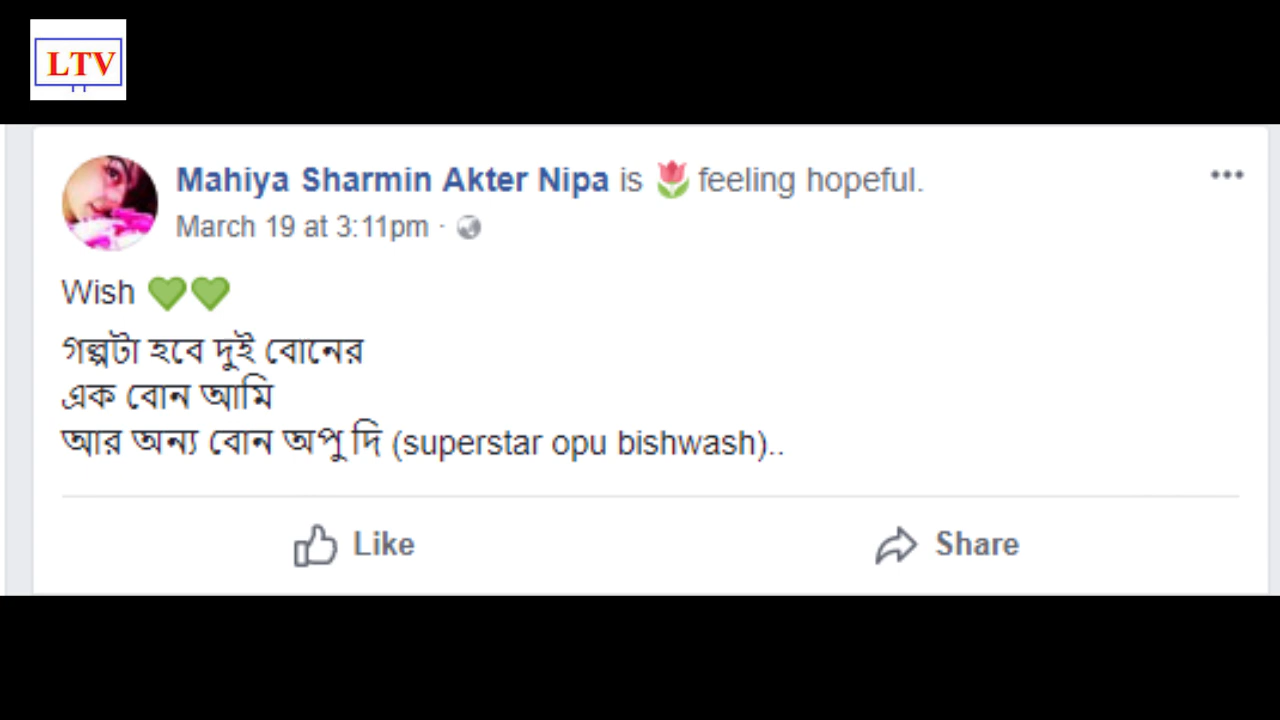 LTV
Mahiya Sharmin Akter Nipa is 🌷 feeling hopeful.
March 19 at 3:11pm ·
Wish 💚💚
গল্পটা হবে দুই বোনের
এক বোন আমি
আর অন্য বোন অপু দি (superstar opu bishwash)..
Like
Share